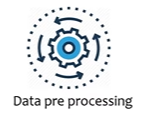 Data pre processing